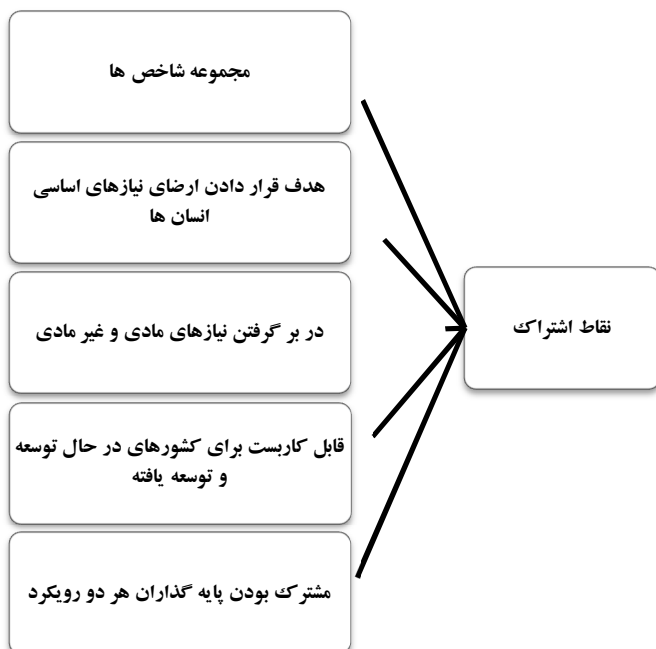 نقاط اشتراک
مجموعه شاخص ها
هدف قرار دادن ارضای نیازهای اساسی
انسان ها
در بر گرفتن نیازهای مادی و غیر مادی
قابل کاربست برای کشورهای در حال توسعه
و توسعه یافته
مشترک بودن پایه گذاران هر دو رویکرد